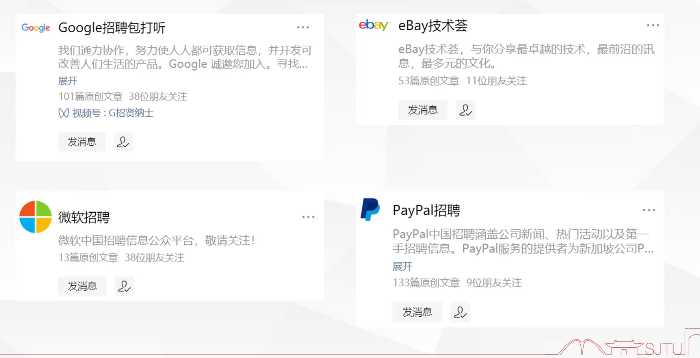 Google
Google招聘包打听
我们通力协作，努力使人人都可获取信息，并开发可
改善人们生活的产品。Google 诚邀您加入。寻找...
展开
101篇原创文章 38位朋友关注
视频号：G招贤纳士
发消息
ebay
eBay技术荟
eBay技术荟，与你分享最卓越的技术，最前沿的讯
息，最多元的文化。
53篇原创文章 11位朋友关注
发消息
微软招聘
微软中国招聘信息公众平台，敬请关注！
13篇原创文章 38位朋友关注
发消息
PayPal招聘
PayPal中国招聘涵盖公司新闻、热门活动以及第一
手招聘信息。PayPal服务的提供者为新加坡公司P...
展开
133篇原创文章 9位朋友关注
发消息
SJTU